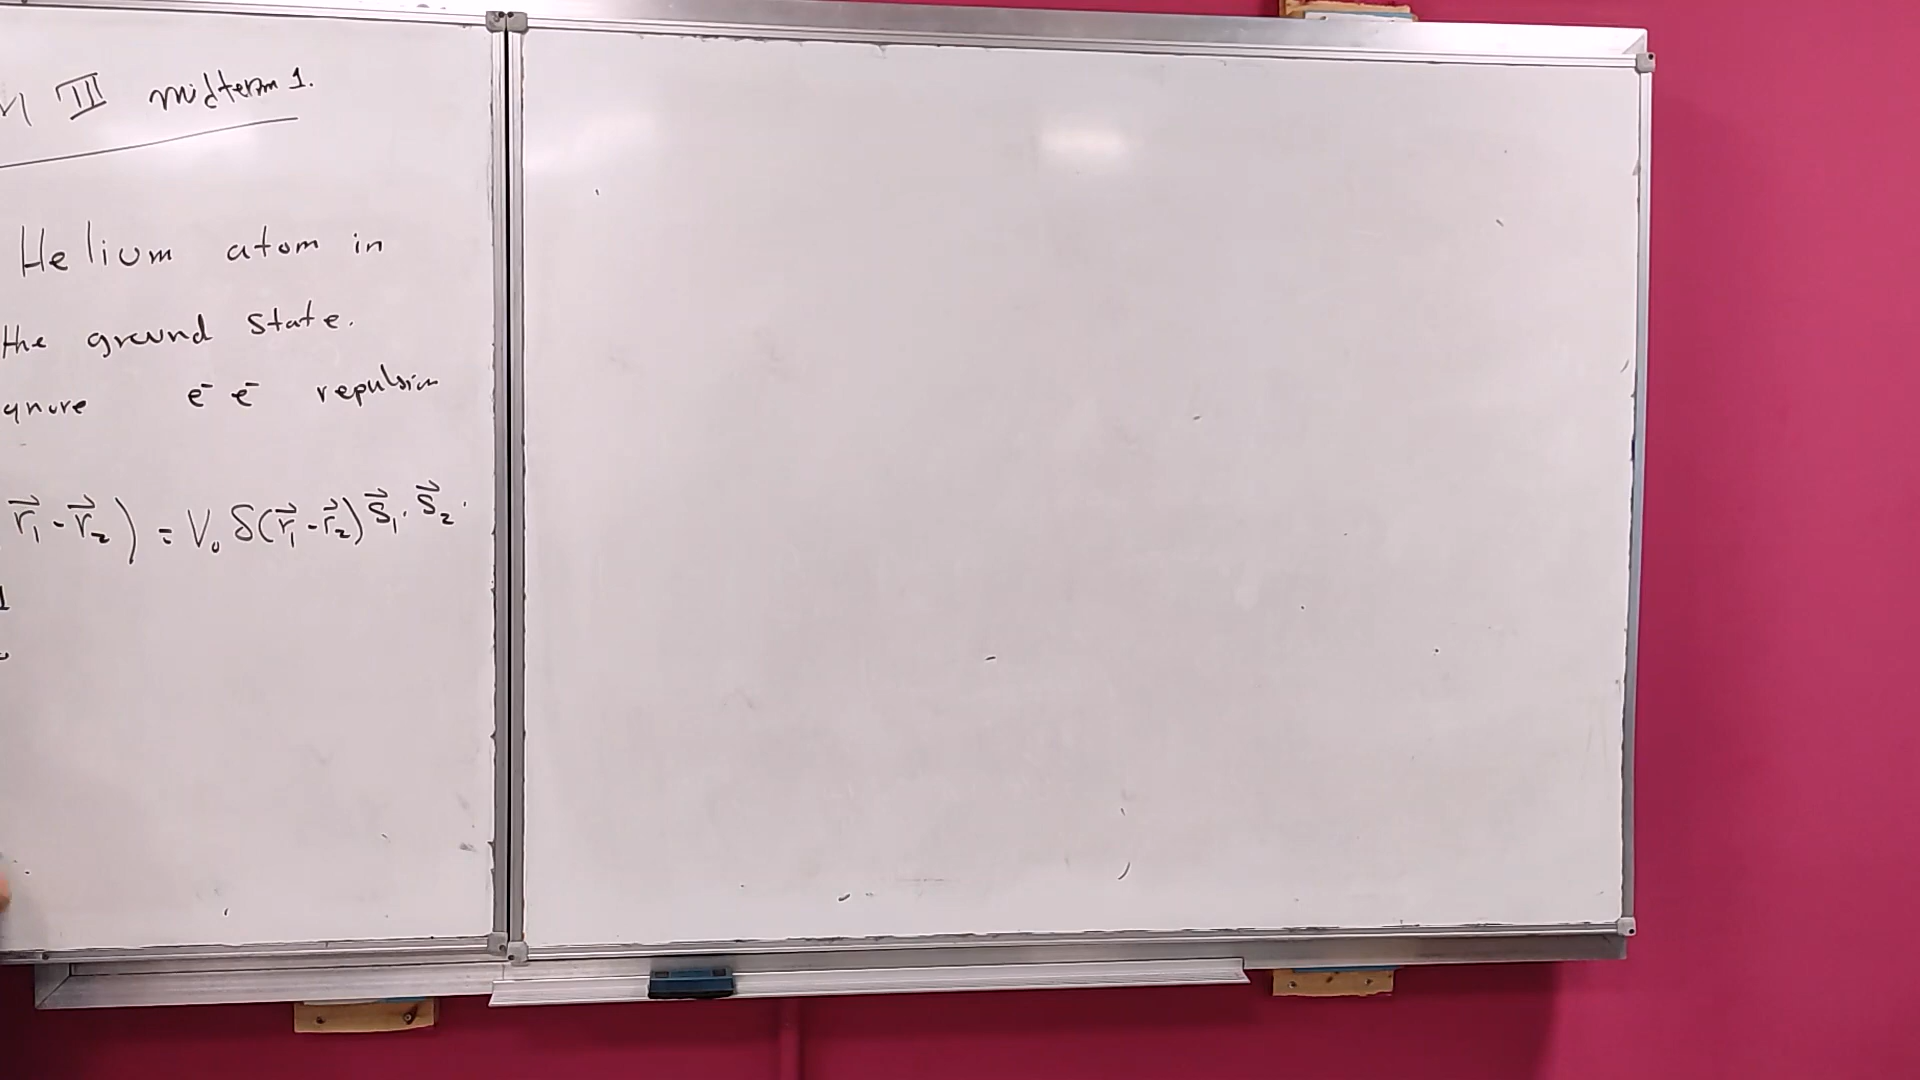 III midterm 1.
Helium atom in
the ground state.
gnore e⁻ e⁻ repulsion
r⃗₁ - r⃗₂) = V₀ δ(r⃗₁ - r⃗₂) S⃗₁ · S⃗₂ .